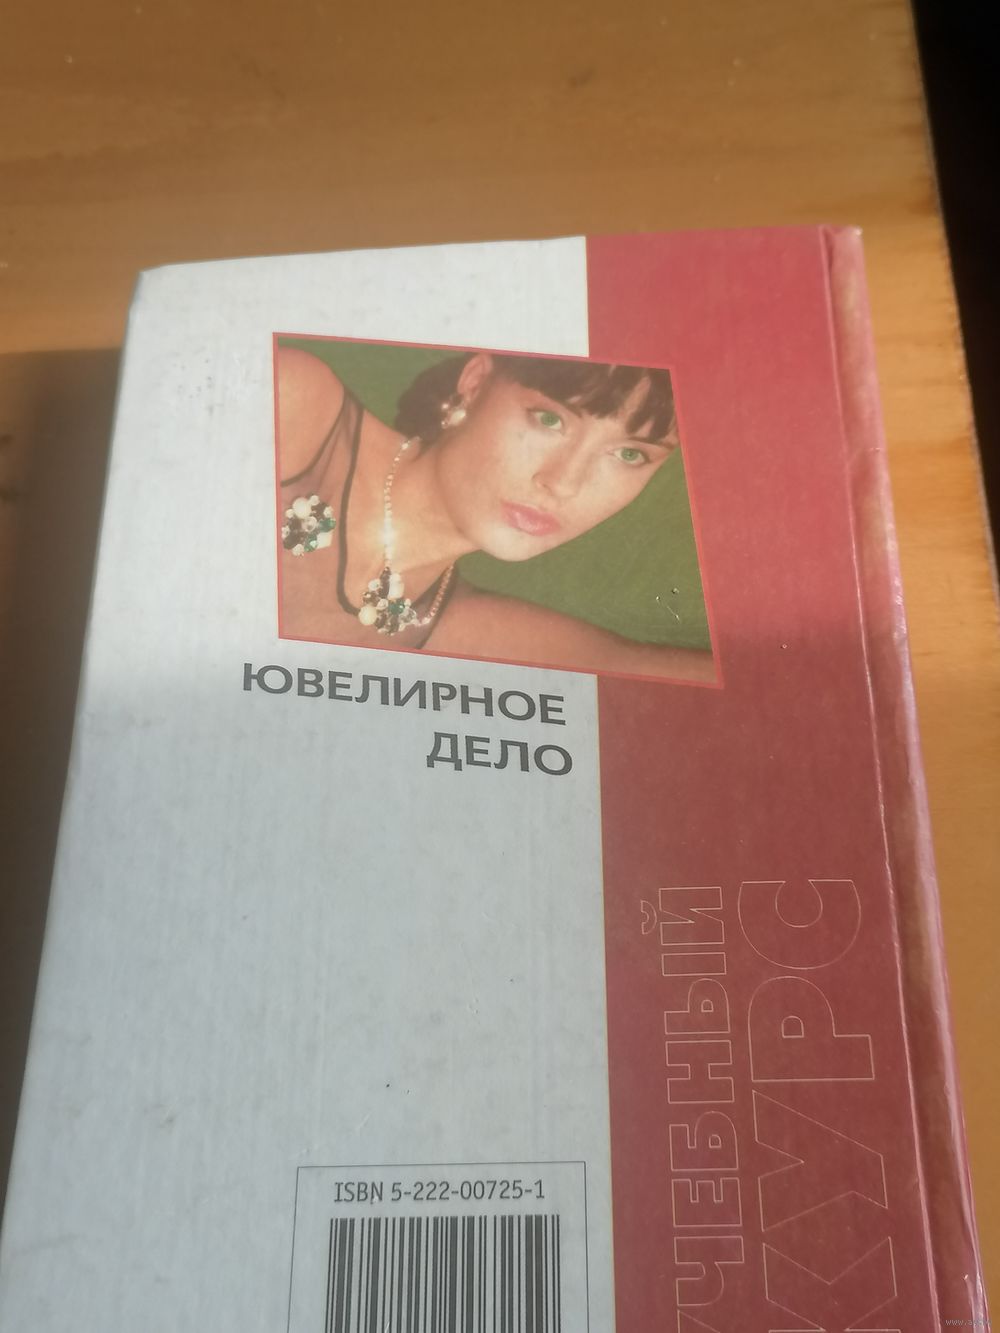 ЮВЕЛИРНОЕ
ДЕЛО
УЧЕБНЫЙ
КУРС
ISBN 5-222-00725-1